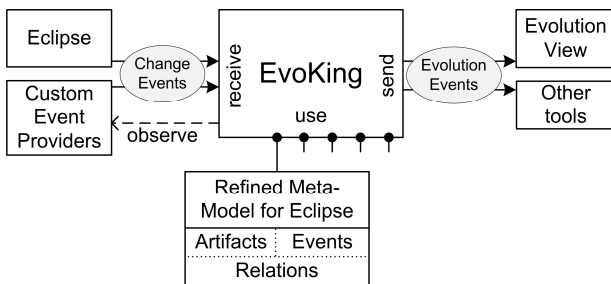 Eclipse
Custom
Event
Providers
Change
Events
observe
receive
EvoKing
use
send
Evolution
Events
Evolution
View
Other
tools
Refined Meta-
Model for Eclipse
Artifacts
Events
Relations